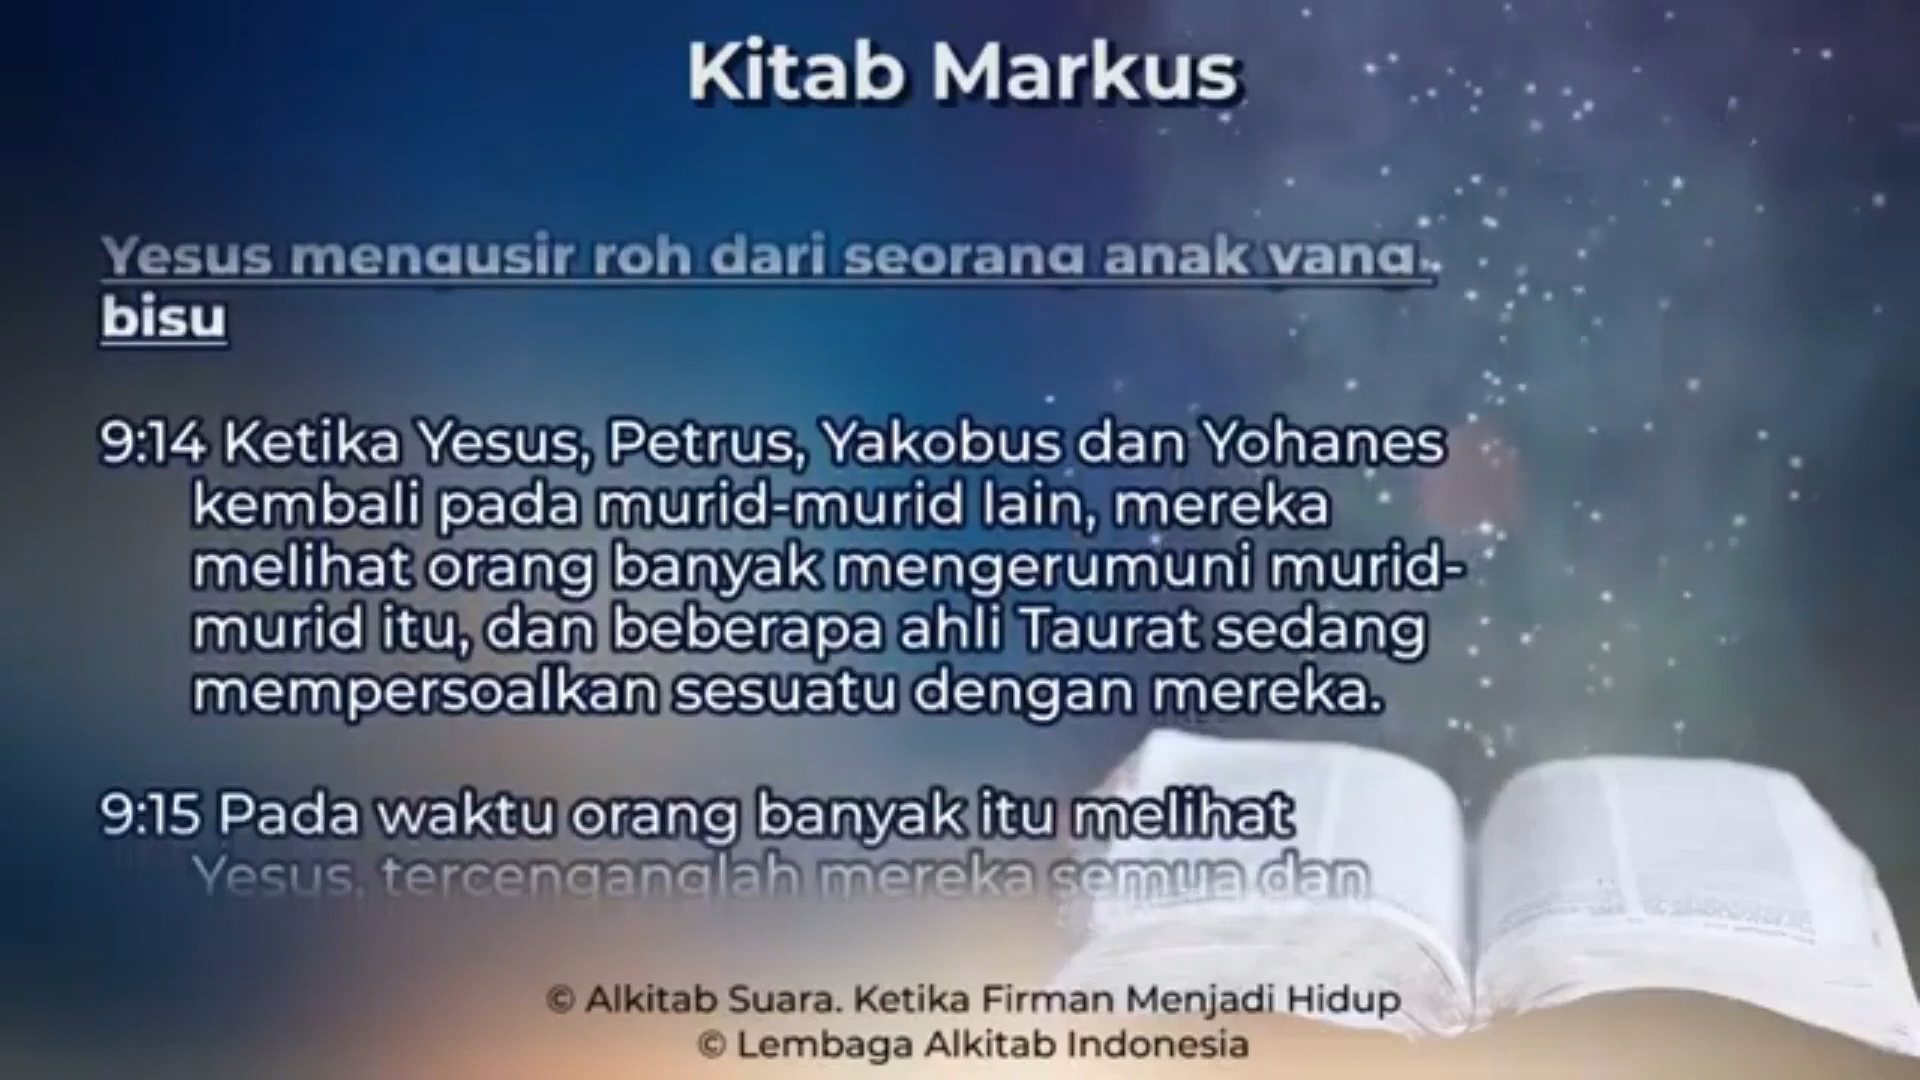 Kitab Markus
Yesus mengusir roh dari seorang anak yang
bisu
9:14 Ketika Yesus, Petrus, Yakobus dan Yohanes
kembali pada murid-murid lain, mereka
melihat orang banyak mengerumuni murid-
murid itu, dan beberapa ahli Taurat sedang
mempersoalkan sesuatu dengan mereka.
9:15 Pada waktu orang banyak itu melihat
Yesus, tercenganglah mereka semua dan
© Alkitab Suara. Ketika Firman Menjadi Hidup
© Lembaga Alkitab Indonesia